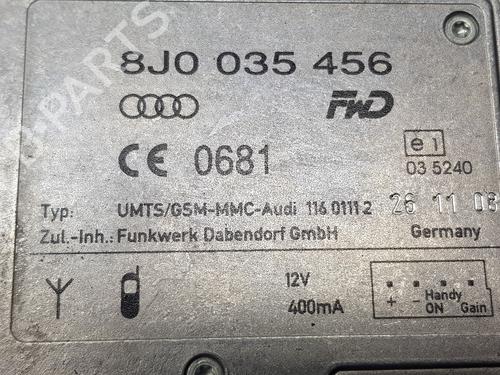 8J0 035 456
FWD
CE 0681
e1
03 5240
Typ: UMTS/GSM-MMC-Audi 116 0111 2 26 11 08
Zul.-Inh.: Funkwerk Dabendorf GmbH Germany
12V
400mA
+ - Handy ON Gain